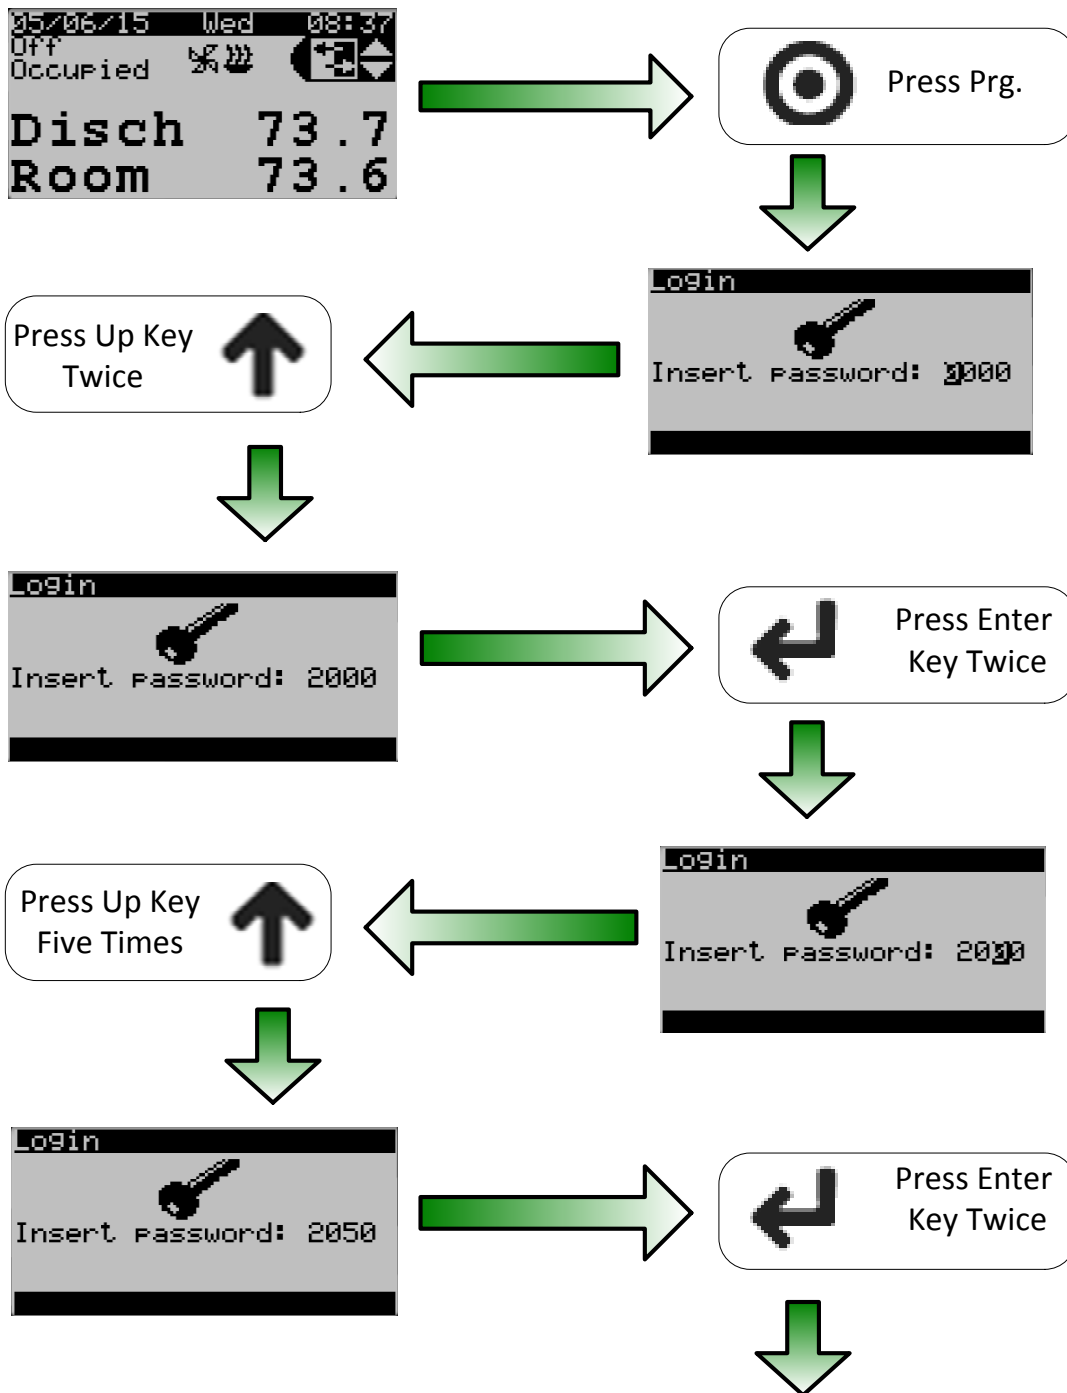 05/06/15 Wed 08:37
Off
Occupied
Disch 73.7
Room 73.6
Press Prg.
Login
Insert password: 0000
Press Up Key
Twice
Login
Insert password: 2000
Press Enter
Key Twice
Login
Insert password: 2000
Press Up Key
Five Times
Login
Insert password: 2050
Press Enter
Key Twice